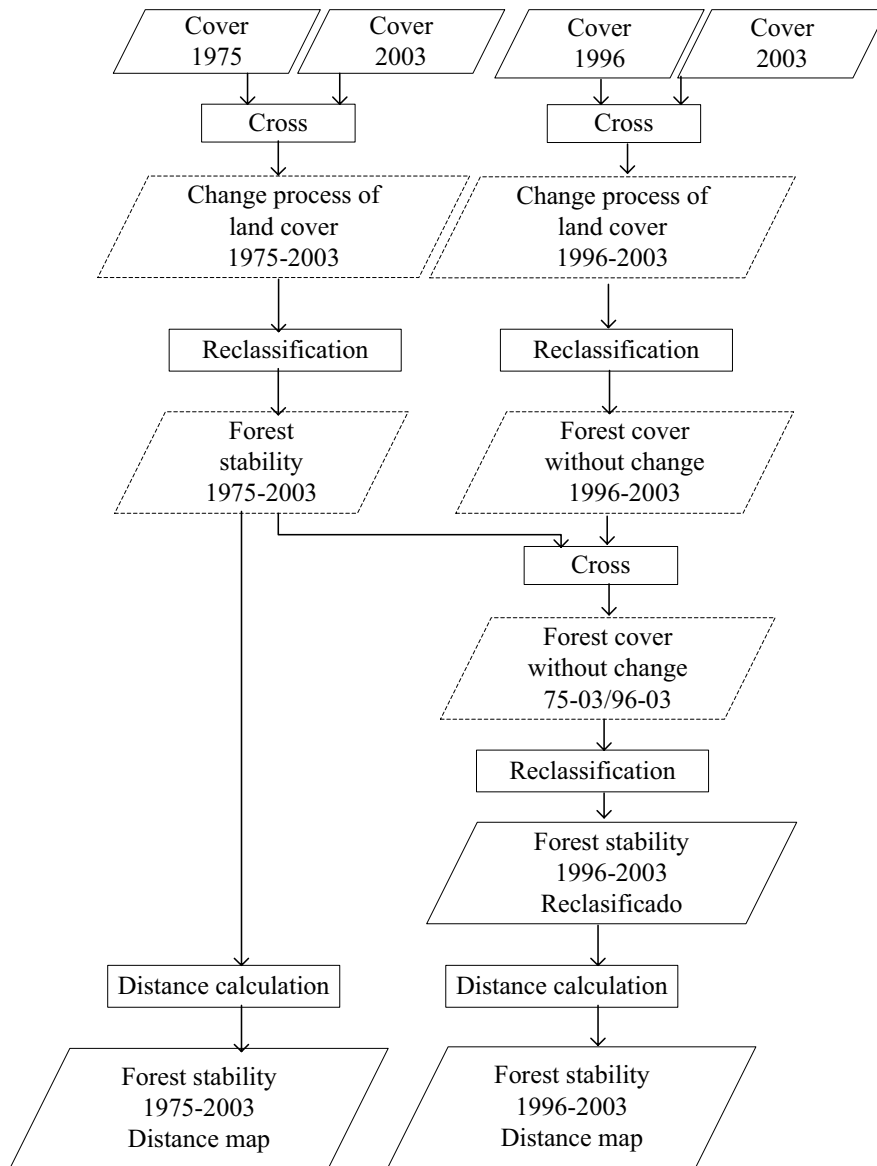 Cover
1975
Cover
2003
Cover
1996
Cover
2003
Cross
Cross
Change process of
land cover
1975-2003
Change process of
land cover
1996-2003
Reclassification
Reclassification
Forest
stability
1975-2003
Forest cover
without change
1996-2003
Cross
Forest cover
without change
75-03/96-03
Reclassification
Forest stability
1996-2003
Reclasificado
Distance calculation
Distance calculation
Forest stability
1975-2003
Distance map
Forest stability
1996-2003
Distance map